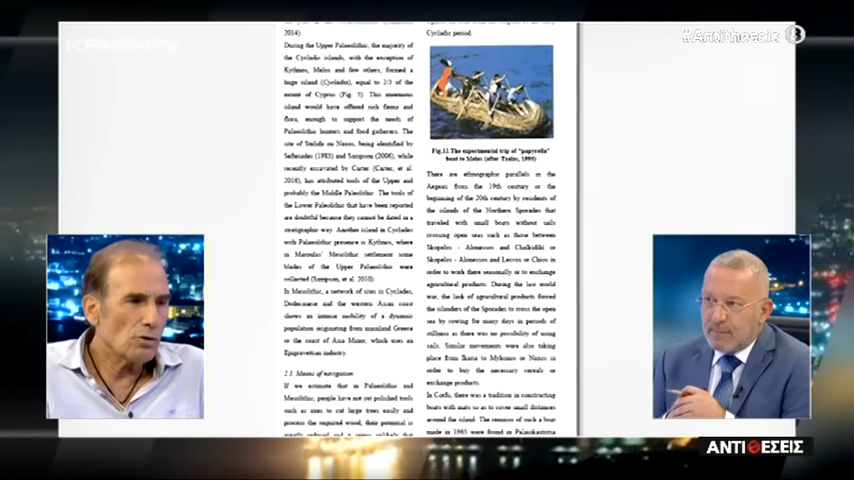 ΚΡΗΤΗTV
#Antitheseis 8
2014).
During the Upper Palaeolithic, the majority
of the Cycladic islands, with the exception of
Kythnos, Melos and few others, formed a
huge island (Cycladia), equal to 2/3 of the
extent of Cyprus (Fig. 5). This enormous
island would have offered rich fauna and
flora, enough to support the needs of
Palaeolithic hunters and food gatherers. The
site of Stelida on Naxos, being identified by
Seferiades (1983) and Sampson (2006), while
recently excavated by Carter (Carter, et al.
2016), has attributed tools of the Upper and
probably the Middle Paleolithic. The tools of
the Lower Paleolithic that have been reported
are doubtful because they cannot be dated in a
stratigraphic way. Another island in Cyclades
with Palaeolithic presence is Kythnos, where
in Maroulas' Mesolithic settlement some
blades of the Upper Palaeolithic were
collected (Sampson, et al. 2010).
In Mesolithic, a network of sites in Cyclades,
Dodecanese and the western Asian coast
shows an intense mobility of a dynamic
population originating from mainland Greece
or the coast of Asia Minor, which uses an
Epigravettian industry.
2.1. Means of navigation
If we estimate that in Palaeolithic and
Mesolithic, people have not yet polished tools
such as axes to cut large trees easily and
process the required wood, their potential is
Cycladic period.
Fig.12. The experimental trip of "papyrella"
boat to Melos (after Tzalas, 1995)
There are ethnographic parallels in the
Aegean from the 19th century or the
beginning of the 20th century by residents of
the islands of the Northern Sporades that
traveled with small boats without sails
crossing open seas such as those between
Skopelos - Alonessos and Chalkidiki or
Skopelos - Alonessos and Lesvos or Chios in
order to work there seasonally or to exchange
agricultural products. During the last world
war, the lack of agricultural products forced
the islanders of the Sporades to cross the open
sea by rowing for many days in periods of
stillness as there was no possibility of using
sails. Similar movements were also taking
place from Ikaria to Mykonos or Naxos in
order to buy the necessary cereals or
exchange products.
In Corfu, there was a tradition in constructing
boats with mats so as to cover small distances
around the island. The remains of such a boat
made in 1965 were found in Palaiokastritsa
ΑΝΤΙΘΕΣΕΙΣ